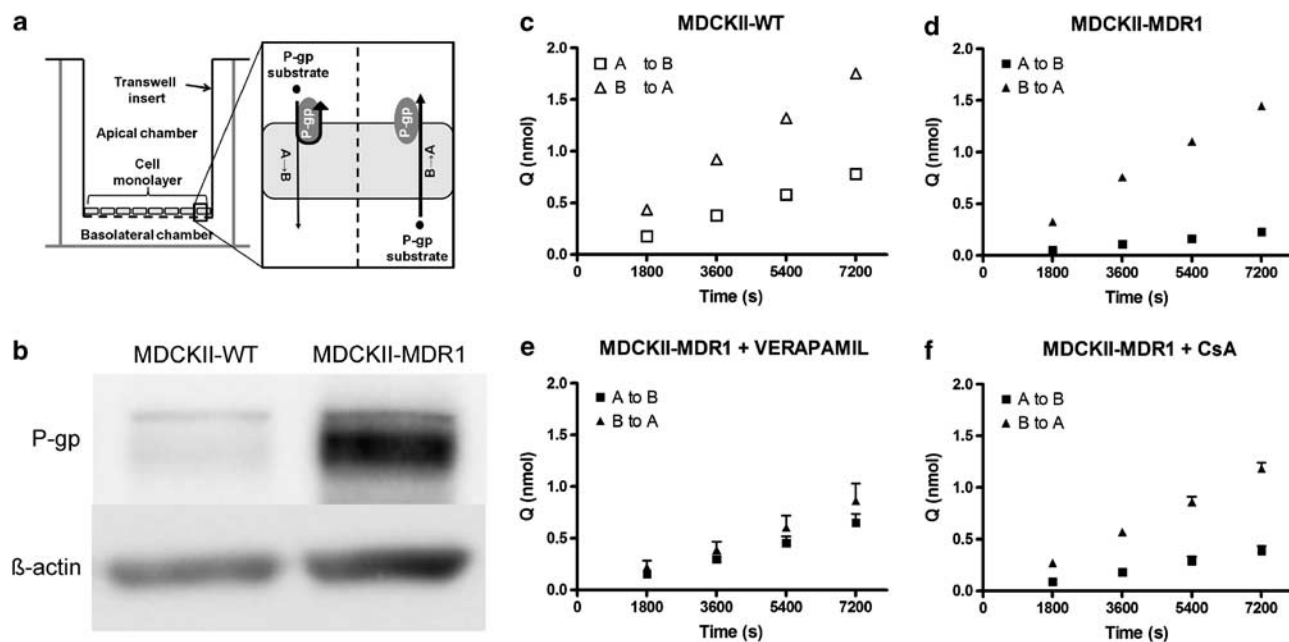 a
Transwell
insert
Apical chamber
Cell
monolayer
Basolateral chamber
P-gp
substrate
P-gp
A→B
P-gp
B→A
P-gp
substrate
b
MDCKII-WT MDCKII-MDR1
P-gp
ß-actin
c
MDCKII-WT
A to B
B to A
Q (nmol)
2.0
1.5
1.0
0.5
0.0
0 1800 3600 5400 7200
Time (s)
d
MDCKII-MDR1
A to B
B to A
Q (nmol)
2.0
1.5
1.0
0.5
0.0
0 1800 3600 5400 7200
Time (s)
e
MDCKII-MDR1 + VERAPAMIL
A to B
B to A
Q (nmol)
2.0
1.5
1.0
0.5
0.0
0 1800 3600 5400 7200
Time (s)
f
MDCKII-MDR1 + CsA
A to B
B to A
Q (nmol)
2.0
1.5
1.0
0.5
0.0
0 1800 3600 5400 7200
Time (s)